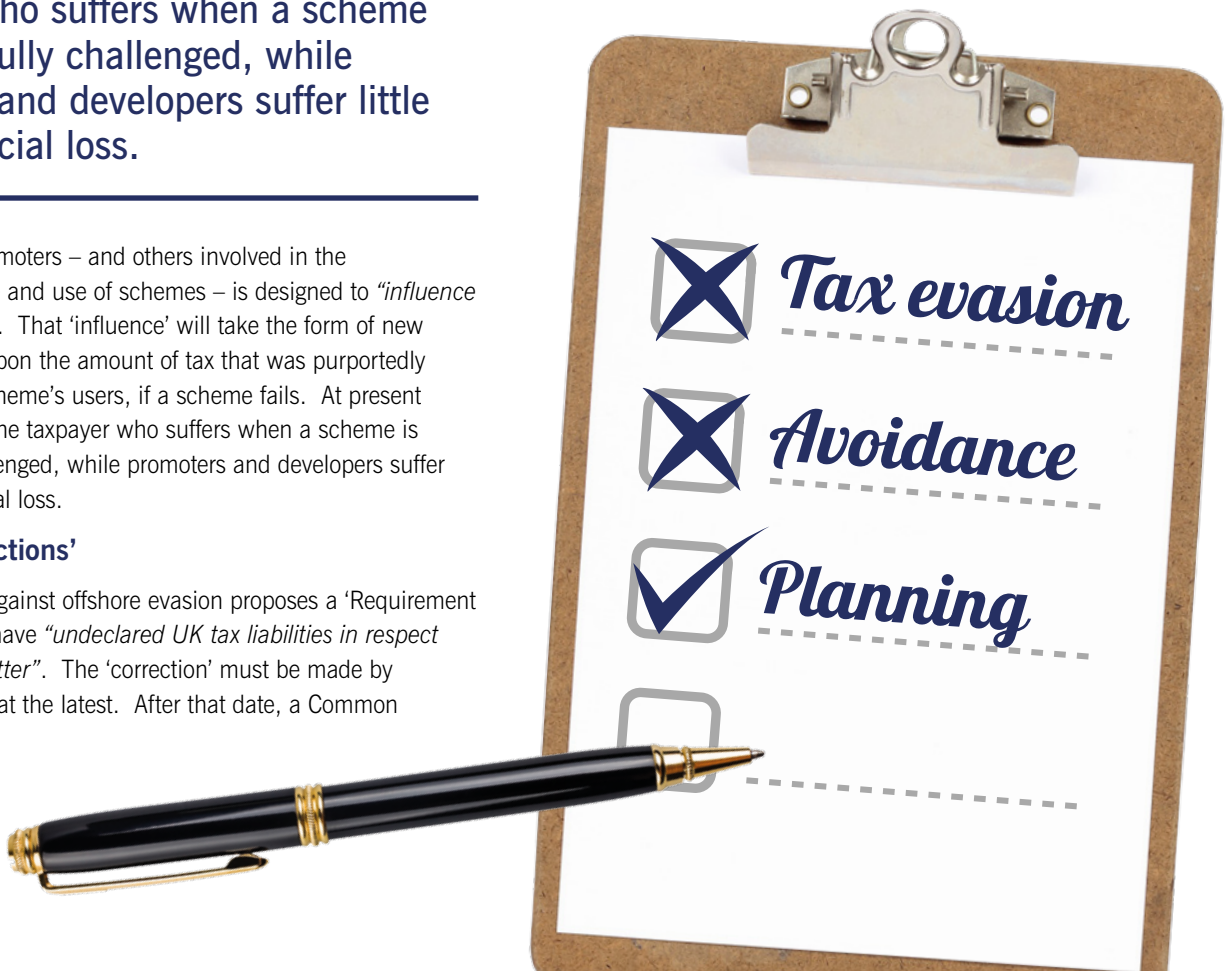 ho suffers when a scheme
ully challenged, while
and developers suffer little
cial loss.
moters – and others involved in the
and use of schemes – is designed to “influence
. That ‘influence’ will take the form of new
pon the amount of tax that was purportedly
heme’s users, if a scheme fails. At present
he taxpayer who suffers when a scheme is
enged, while promoters and developers suffer
al loss.
ctions’
gainst offshore evasion proposes a ‘Requirement
have “undeclared UK tax liabilities in respect
tter”. The ‘correction’ must be made by
at the latest. After that date, a Common
Tax evasion
Avoidance
Planning